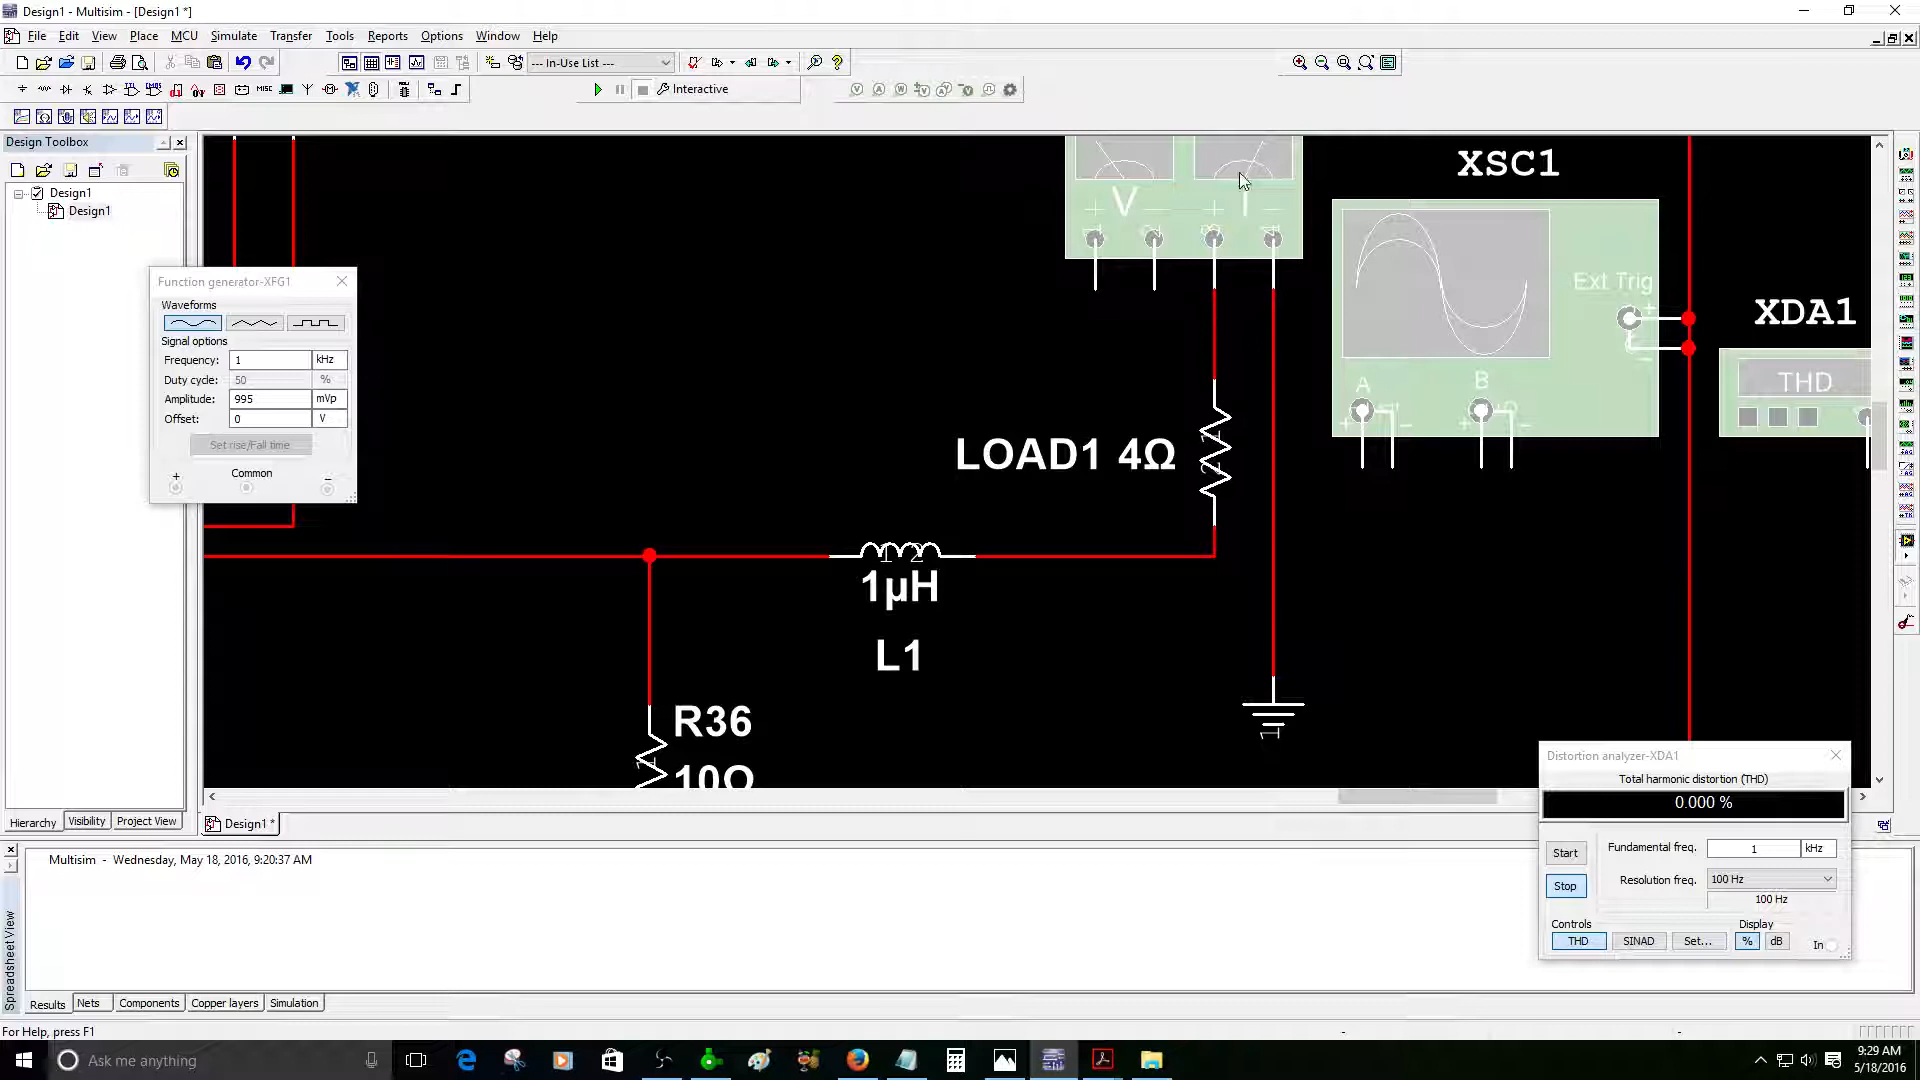 Design1 - Multisim - [Design1 *]
File Edit View Place MCU Simulate Transfer Tools Reports Options Window Help
--- In-Use List ---
Interactive
Design Toolbox
Design1
Design1
Function generator-XFG1
Waveforms
Signal options
Frequency: 1 kHz
Duty cycle: 50 %
Amplitude: 995 mVp
Offset: 0 V
Set rise/Fall time
+ Common −
V I
XSC1
Ext Trig
A B
XDA1
THD
LOAD1 4Ω
1µH
L1
R36
10Ω
Distortion analyzer-XDA1
Total harmonic distortion (THD)
0.000 %
Start
Fundamental freq. 1 kHz
Stop
Resolution freq. 100 Hz
100 Hz
Controls Display
THD SINAD Set... % dB In
Hierarchy Visibility Project View
Design1 *
Multisim - Wednesday, May 18, 2016, 9:20:37 AM
Spreadsheet View
Results Nets Components Copper layers Simulation
For Help, press F1
Ask me anything
9:29 AM
5/18/2016